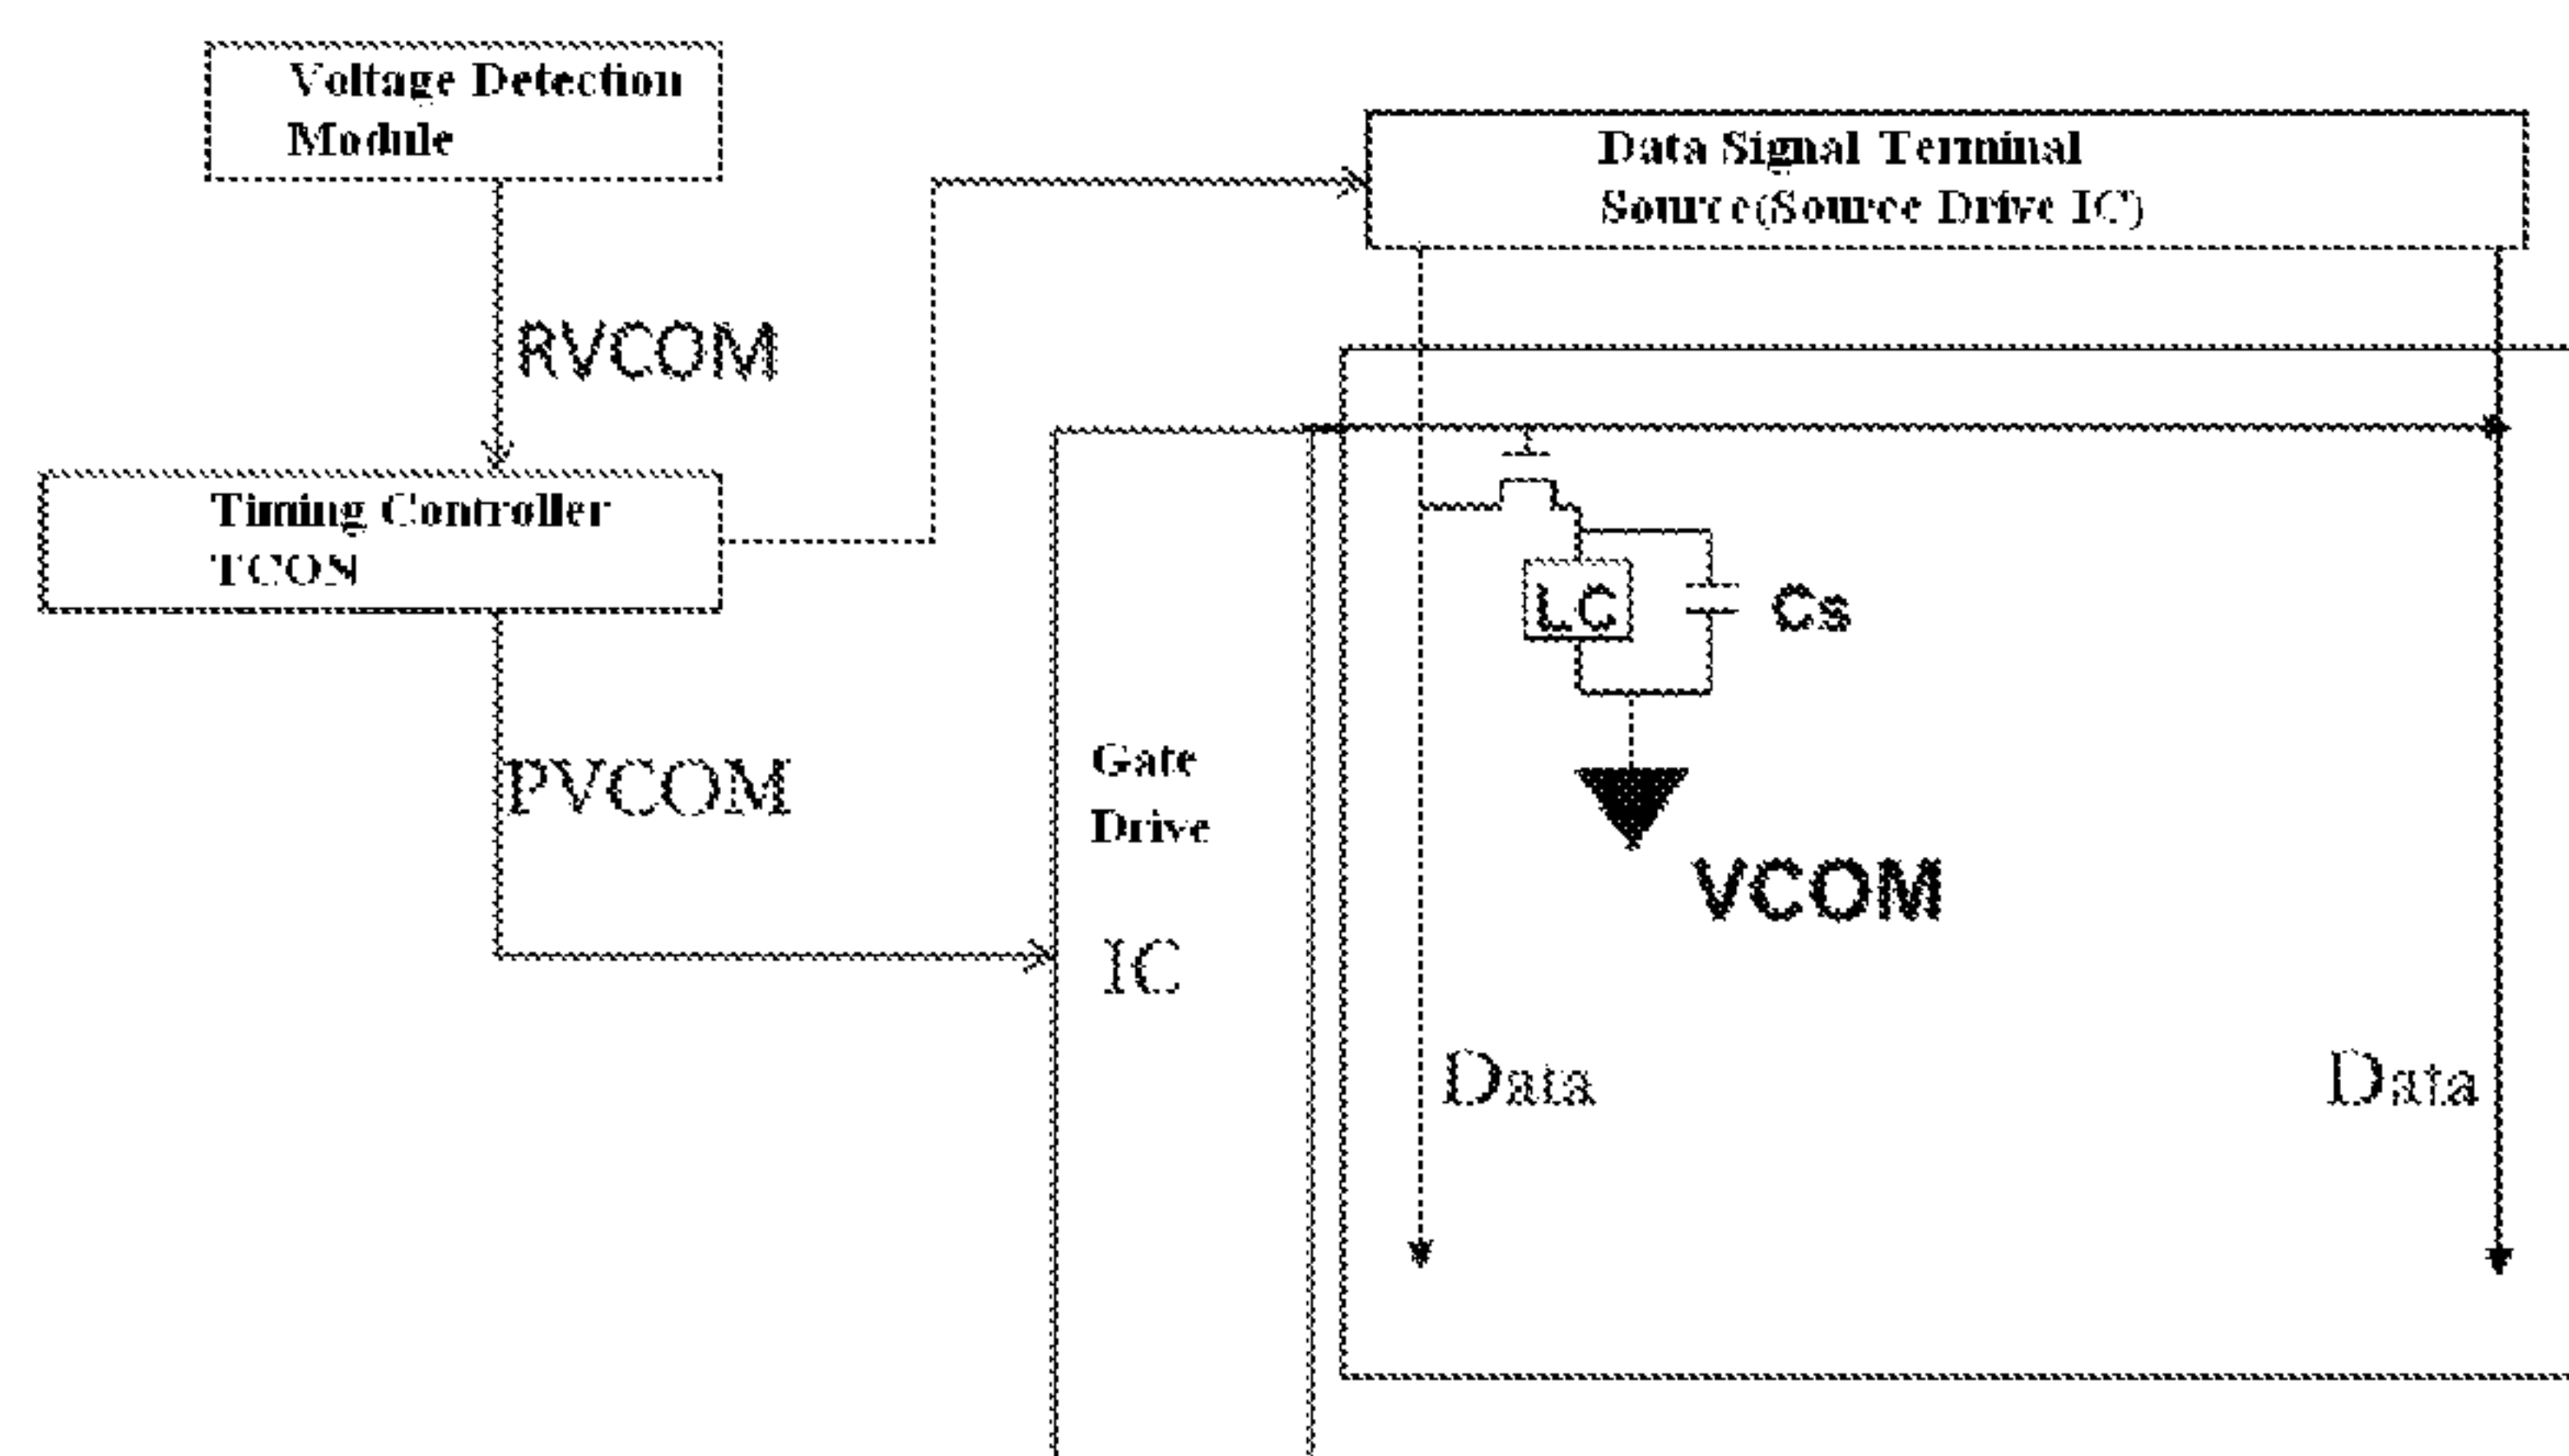 Voltage Detection
Module
Data Signal Terminal
Source(Source Drive IC)
RVCOM
Timing Controller
TCON
LC
Cs
PVCOM
Gate
Drive
IC
VCOM
Data
Data